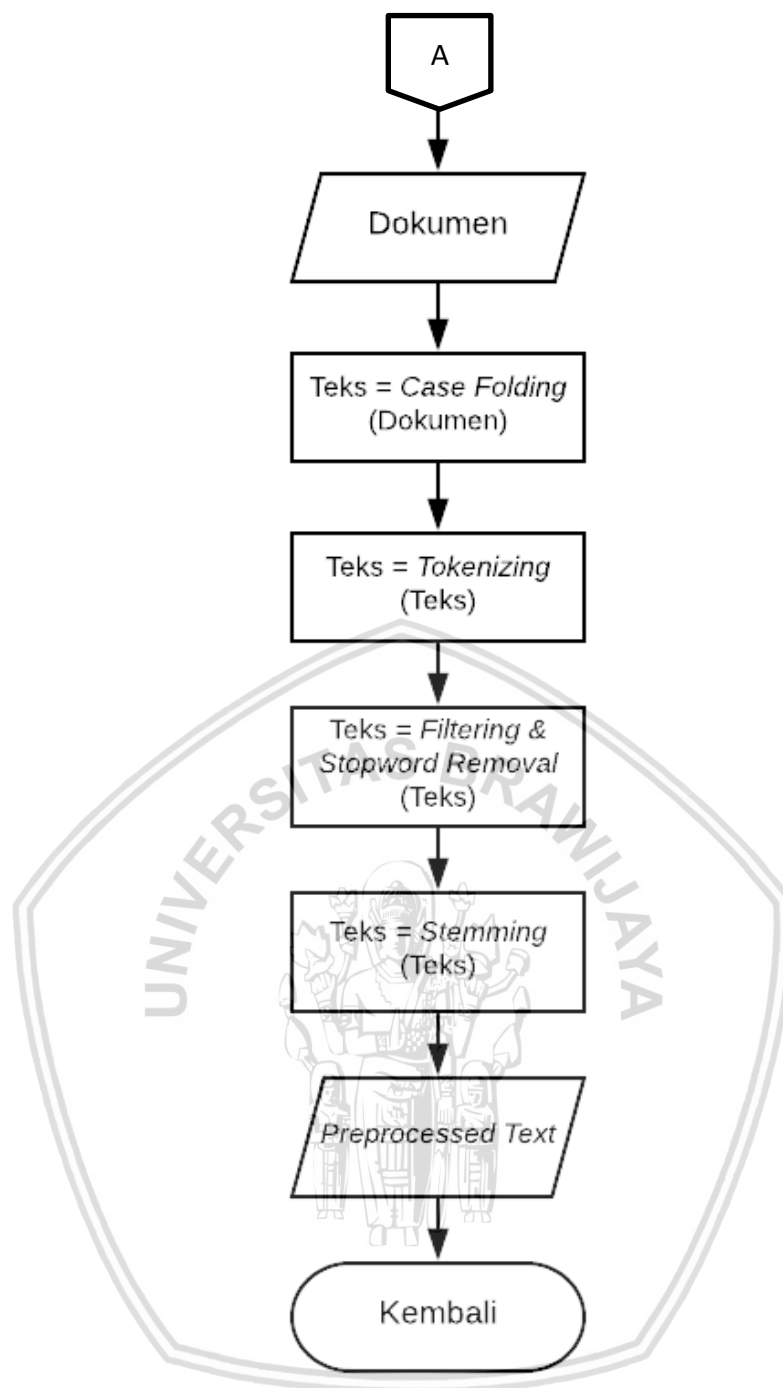 A
Dokumen
Teks = Case Folding
(Dokumen)
Teks = Tokenizing
(Teks)
Teks = Filtering &
Stopword Removal
(Teks)
UNIVERSITAS BRAWIJAYA
Teks = Stemming
(Teks)
Preprocessed Text
Kembali